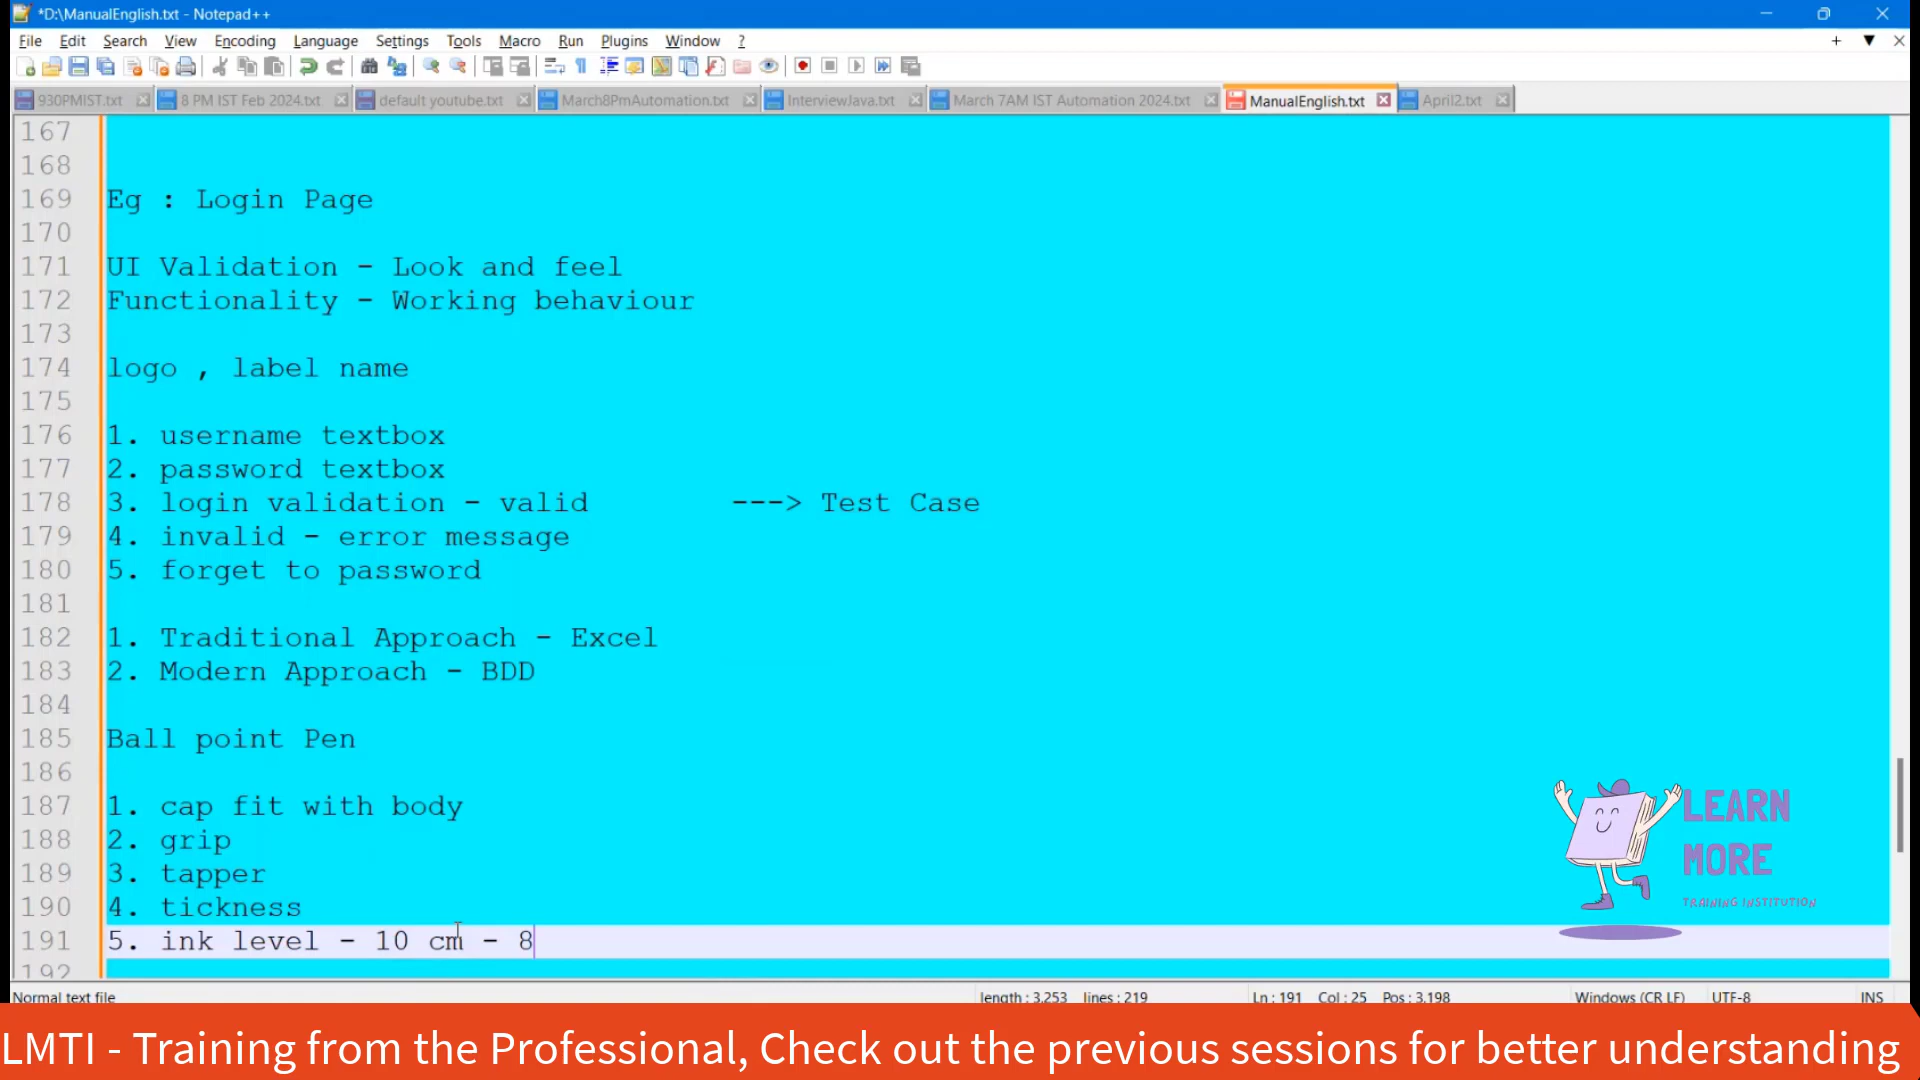 *D:\ManualEnglish.txt - Notepad++
File Edit Search View Encoding Language Settings Tools Macro Run Plugins Window ?
930PMIST.txt 8 PM IST Feb 2024.txt default youtube.txt March8PmAutomation.txt InterviewJava.txt March 7AM IST Automation 2024.txt ManualEnglish.txt April2.txt
167
168
169 Eg : Login Page
170
171 UI Validation - Look and feel
172 Functionality - Working behaviour
173
174 logo , label name
175
176 1. username textbox
177 2. password textbox
178 3. login validation - valid ---> Test Case
179 4. invalid - error message
180 5. forget to password
181
182 1. Traditional Approach - Excel
183 2. Modern Approach - BDD
184
185 Ball point Pen
186
187 1. cap fit with body
188 2. grip
189 3. tapper
190 4. tickness
191 5. ink level - 10 cm - 8
192
LEARN
MORE
TRAINING INSTITUTION
Normal text file length : 3,253 lines : 219 Ln : 191 Col : 25 Pos : 3,198 Windows (CR LF) UTF-8 INS
LMTI - Training from the Professional, Check out the previous sessions for better understanding